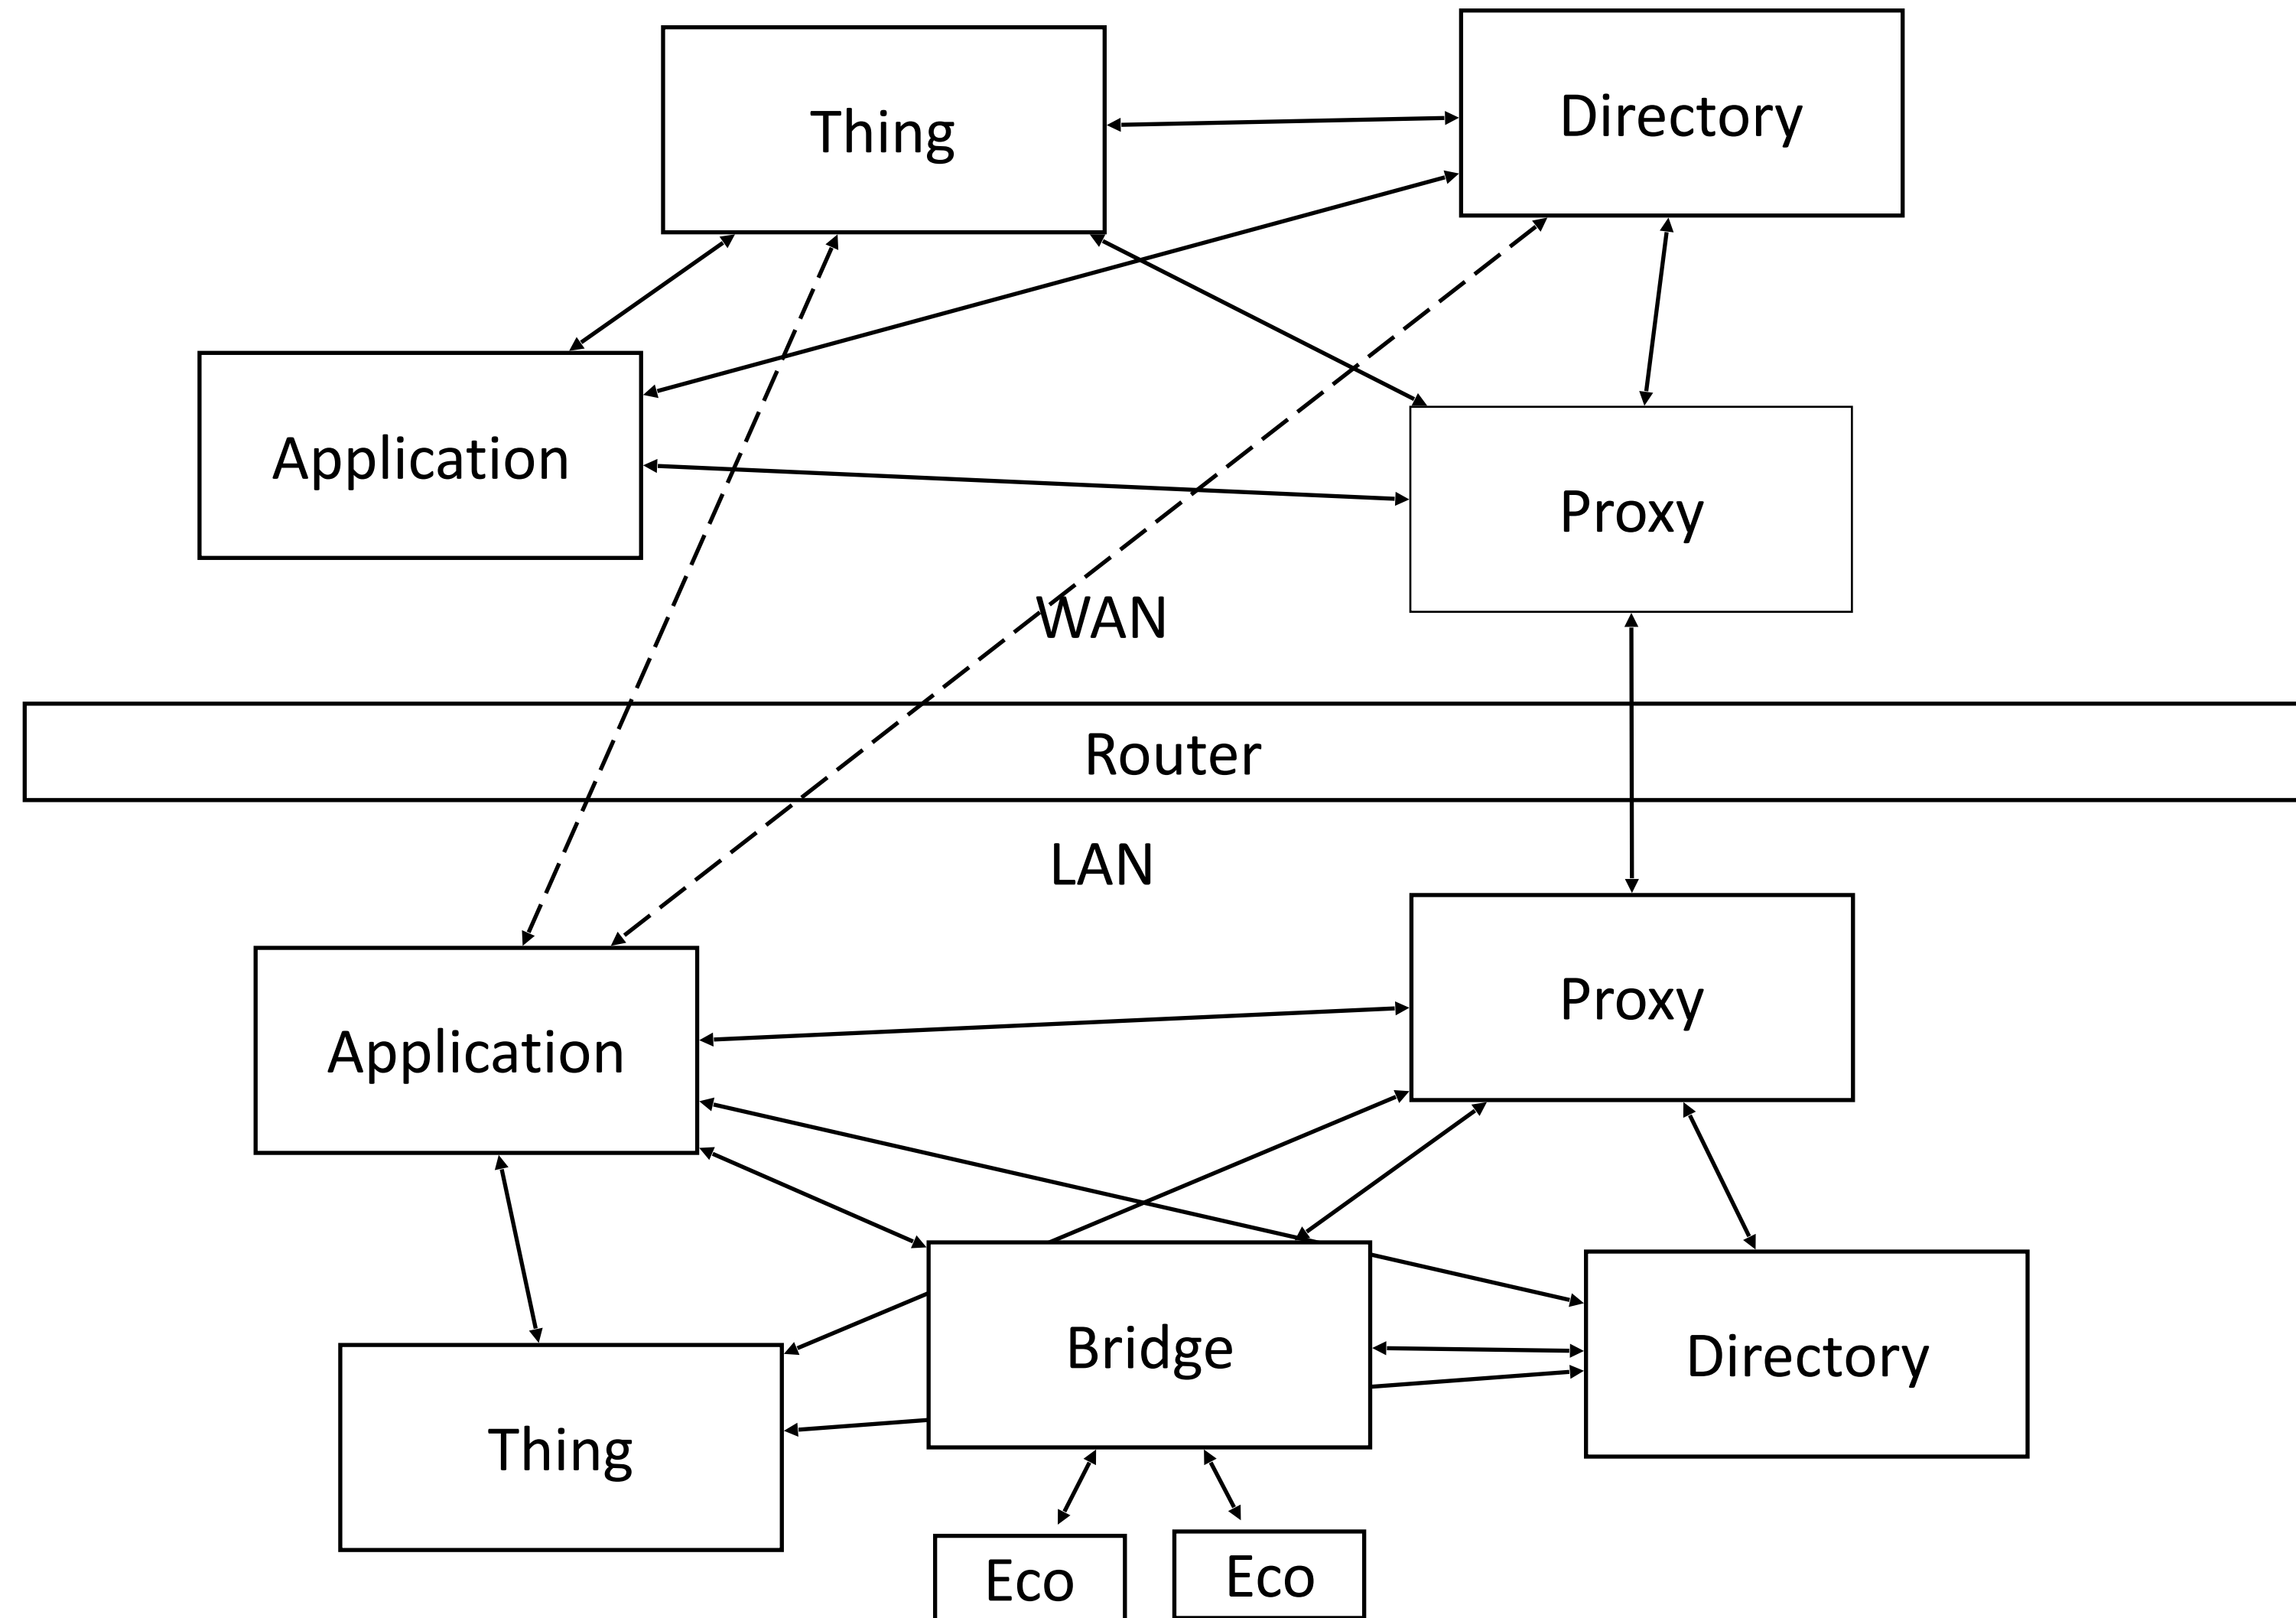 Thing
Directory
Application
Proxy
WAN
Router
LAN
Application
Proxy
Bridge
Directory
Thing
Eco
Eco